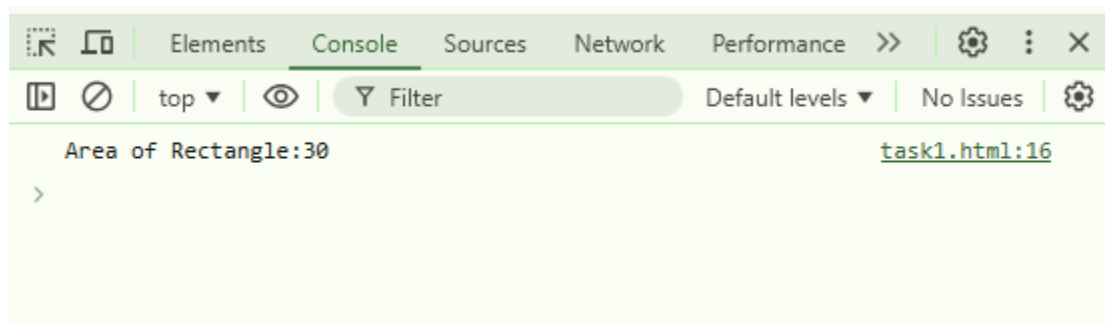 Elements Console Sources Network Performance
top Filter Default levels No Issues
Area of Rectangle:30 task1.html:16